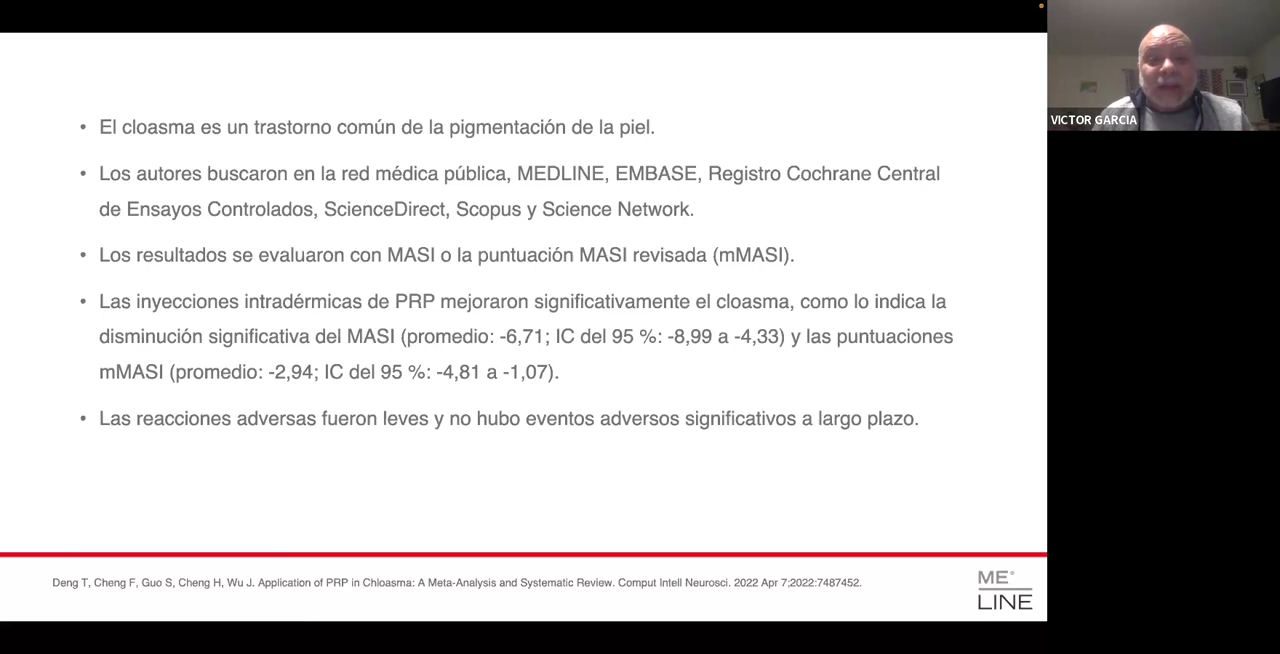 VICTOR GARCIA
• El cloasma es un trastorno común de la pigmentación de la piel.
• Los autores buscaron en la red médica pública, MEDLINE, EMBASE, Registro Cochrane Central
de Ensayos Controlados, ScienceDirect, Scopus y Science Network.
• Los resultados se evaluaron con MASI o la puntuación MASI revisada (mMASI).
• Las inyecciones intradérmicas de PRP mejoraron significativamente el cloasma, como lo indica la
disminución significativa del MASI (promedio: -6,71; IC del 95 %: -8,99 a -4,33) y las puntuaciones
mMASI (promedio: -2,94; IC del 95 %: -4,81 a -1,07).
• Las reacciones adversas fueron leves y no hubo eventos adversos significativos a largo plazo.
Deng T, Cheng F, Guo S, Cheng H, Wu J. Application of PRP in Chloasma: A Meta-Analysis and Systematic Review. Comput Intell Neurosci. 2022 Apr 7;2022:7487452.
ME®
LINE